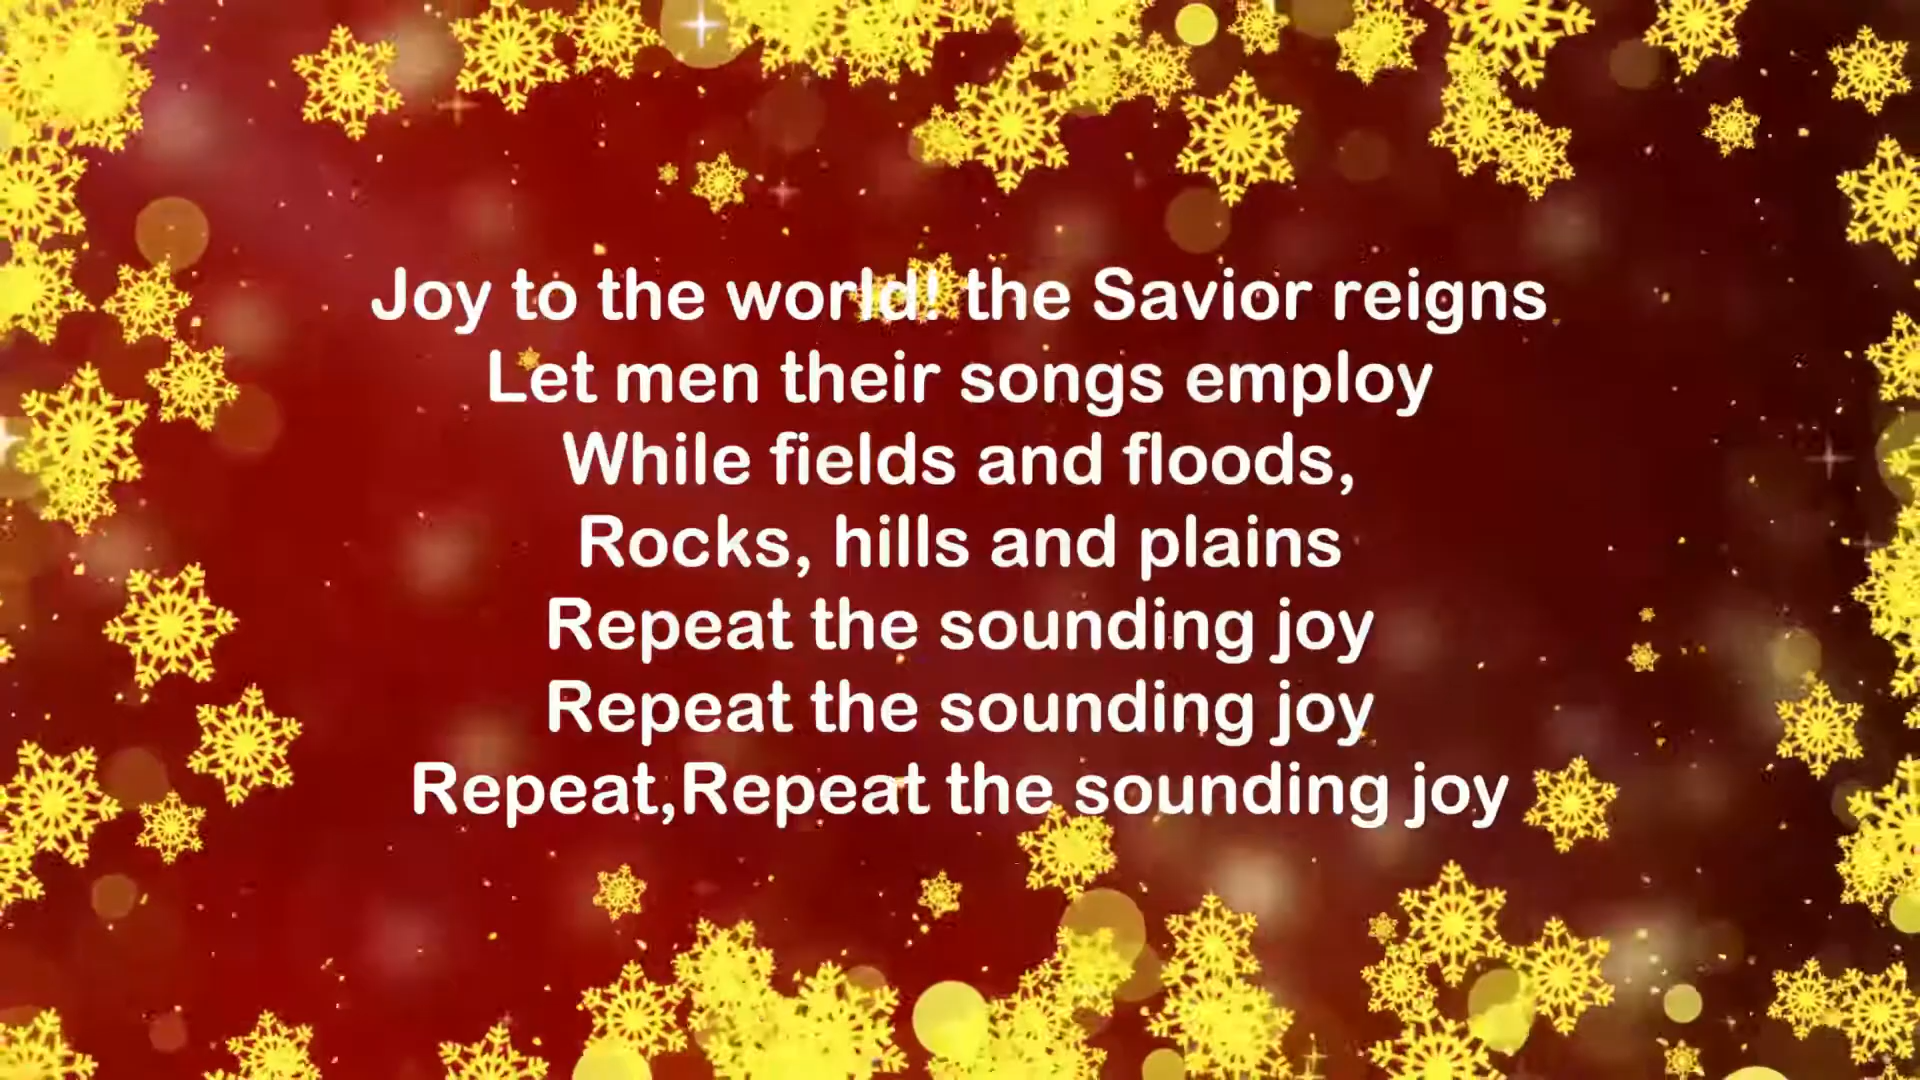 Joy to the world! the Savior reigns
Let men their songs employ
While fields and floods,
Rocks, hills and plains
Repeat the sounding joy
Repeat the sounding joy
Repeat,Repeat the sounding joy